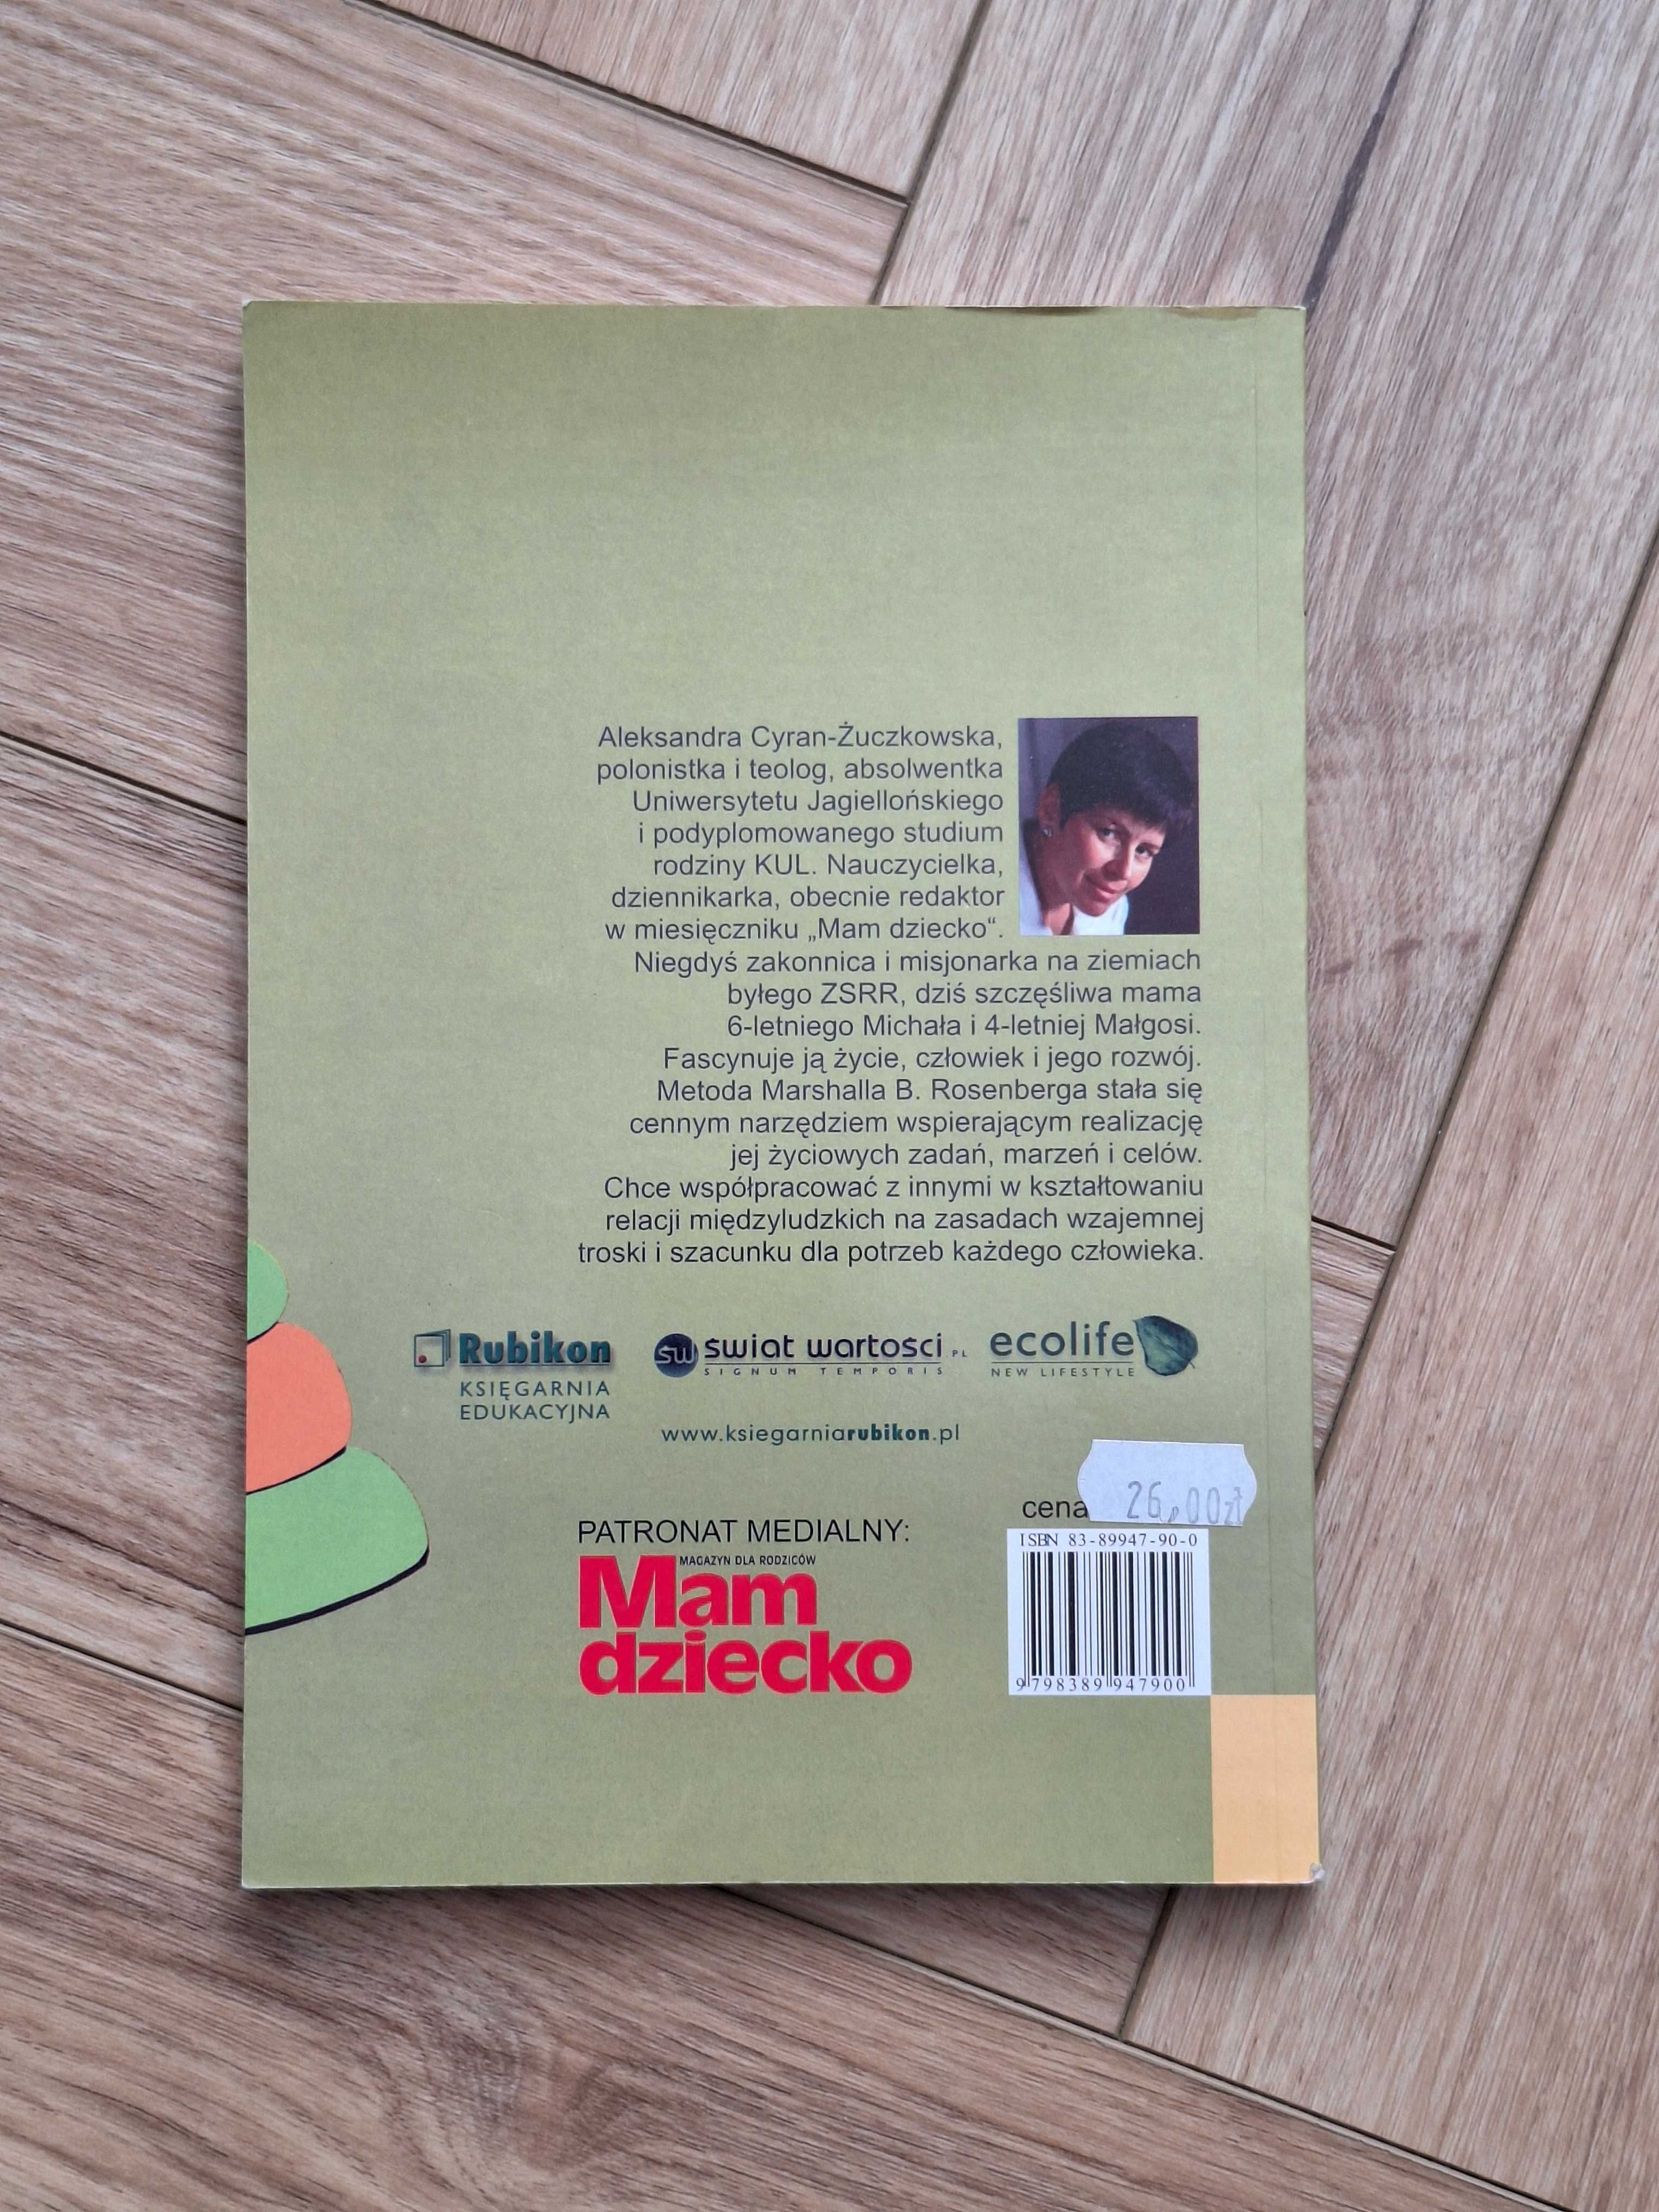 Aleksandra Cyran-Żuczkowska,
polonistka i teolog, absolwentka
Uniwersytetu Jagiellońskiego
i podyplomowanego studium
rodziny KUL. Nauczycielka,
dziennikarka, obecnie redaktor
w miesięczniku „Mam dziecko“.
Niegdyś zakonnica i misjonarka na ziemiach
byłego ZSRR, dziś szczęśliwa mama
6-letniego Michała i 4-letniej Małgosi.
Fascynuje ją życie, człowiek i jego rozwój.
Metoda Marshalla B. Rosenberga stała się
cennym narzędziem wspierającym realizację
jej życiowych zadań, marzeń i celów.
Chce współpracować z innymi w kształtowaniu
relacji międzyludzkich na zasadach wzajemnej
troski i szacunku dla potrzeb każdego człowieka.
Rubikon
KSIĘGARNIA
EDUKACYJNA
sw świat wartości.PL
SIGNUM TEMPORIS
ecolife
NEW LIFESTYLE
www.ksiegarniarubikon.pl
cena
26,00zł
PATRONAT MEDIALNY:
MAGAZYN DLA RODZICÓW
Mam
dziecko
ISBN 83-89947-90-0
9798389947900